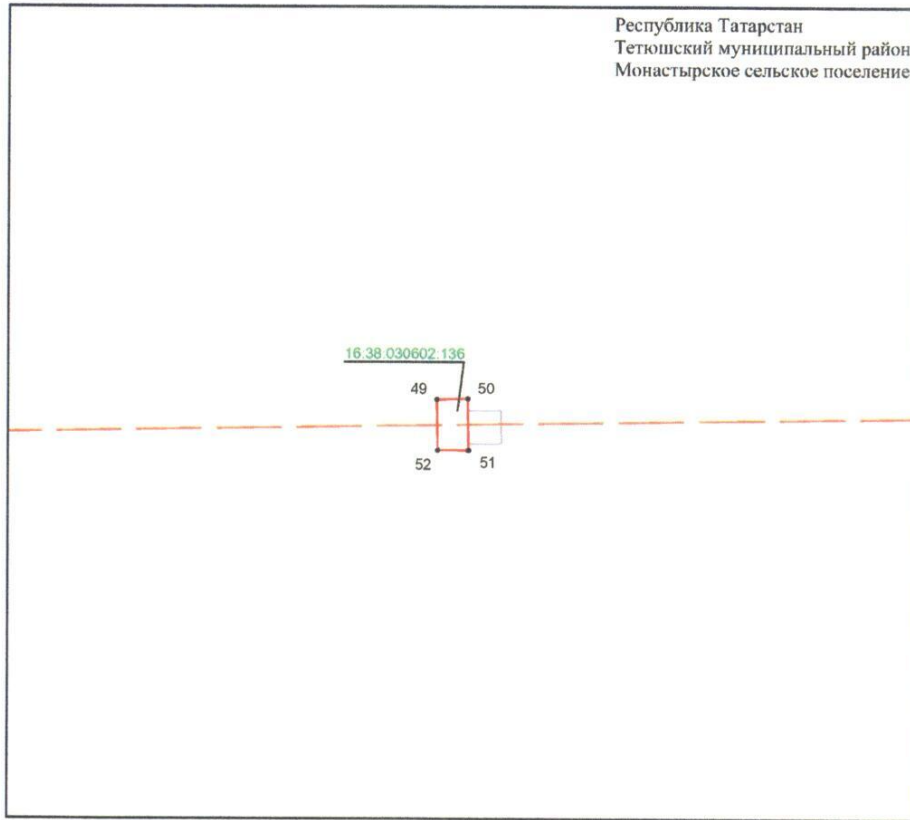 Республика Татарстан
Тетюшский муниципальный район
Монастырское сельское поселение
16:38:030602:136
49 50
52 51